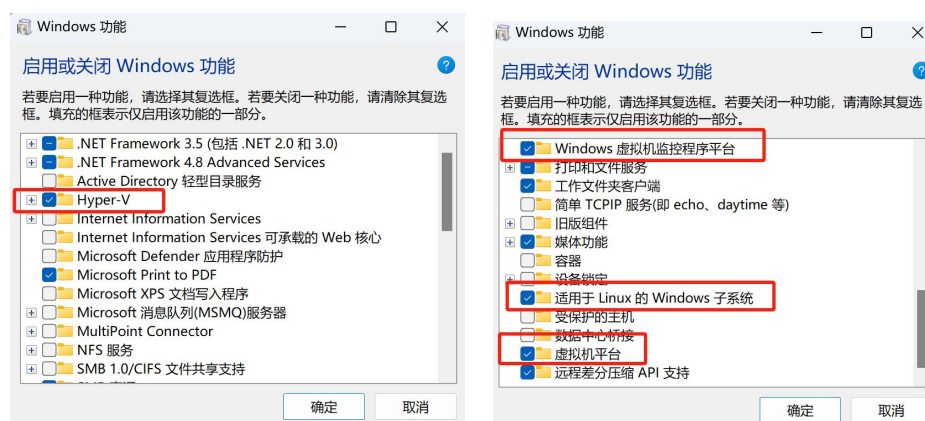 Windows 功能
启用或关闭 Windows 功能
若要启用一种功能，请选择其复选框。若要关闭一种功能，请清除其复选
框。填充的框表示仅启用该功能的一部分。
.NET Framework 3.5 (包括 .NET 2.0 和 3.0)
.NET Framework 4.8 Advanced Services
Active Directory 轻型目录服务
Hyper-V
Internet Information Services
Internet Information Services 可承载的 Web 核心
Microsoft Defender 应用程序防护
Microsoft Print to PDF
Microsoft XPS 文档写入程序
Microsoft 消息队列(MSMQ)服务器
MultiPoint Connector
NFS 服务
SMB 1.0/CIFS 文件共享支持
确定
取消
Windows 功能
启用或关闭 Windows 功能
若要启用一种功能，请选择其复选框。若要关闭一种功能，请清除其复选
框。填充的框表示仅启用该功能的一部分。
Windows 虚拟机监控程序平台
打印和文件服务
工作文件夹客户端
简单 TCPIP 服务(即 echo、daytime 等)
旧版组件
媒体功能
容器
设备锁定
适用于 Linux 的 Windows 子系统
受保护的主机
数据中心桥接
虚拟机平台
远程差分压缩 API 支持
确定
取消